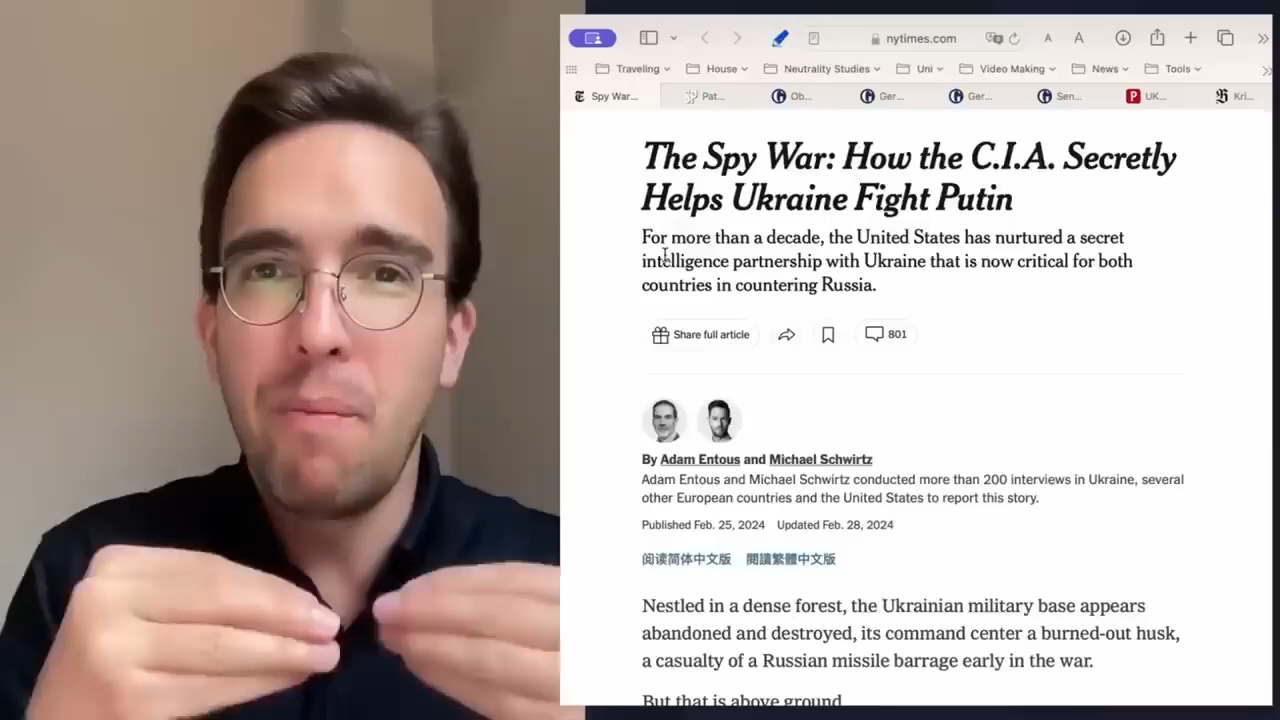 nytimes.com
A
A
Traveling
House
Neutrality Studies
Uni
Video Making
News
Tools
Spy War...
Pat...
Ob...
Ger...
Ger...
Sen...
UK...
Kri...
The Spy War: How the C.I.A. Secretly
Helps Ukraine Fight Putin
For more than a decade, the United States has nurtured a secret
intelligence partnership with Ukraine that is now critical for both
countries in countering Russia.
Share full article
801
By Adam Entous and Michael Schwirtz
Adam Entous and Michael Schwirtz conducted more than 200 interviews in Ukraine, several
other European countries and the United States to report this story.
Published Feb. 25, 2024 Updated Feb. 28, 2024
阅读简体中文版 閱讀繁體中文版
Nestled in a dense forest, the Ukrainian military base appears
abandoned and destroyed, its command center a burned-out husk,
a casualty of a Russian missile barrage early in the war.
But that is above ground.